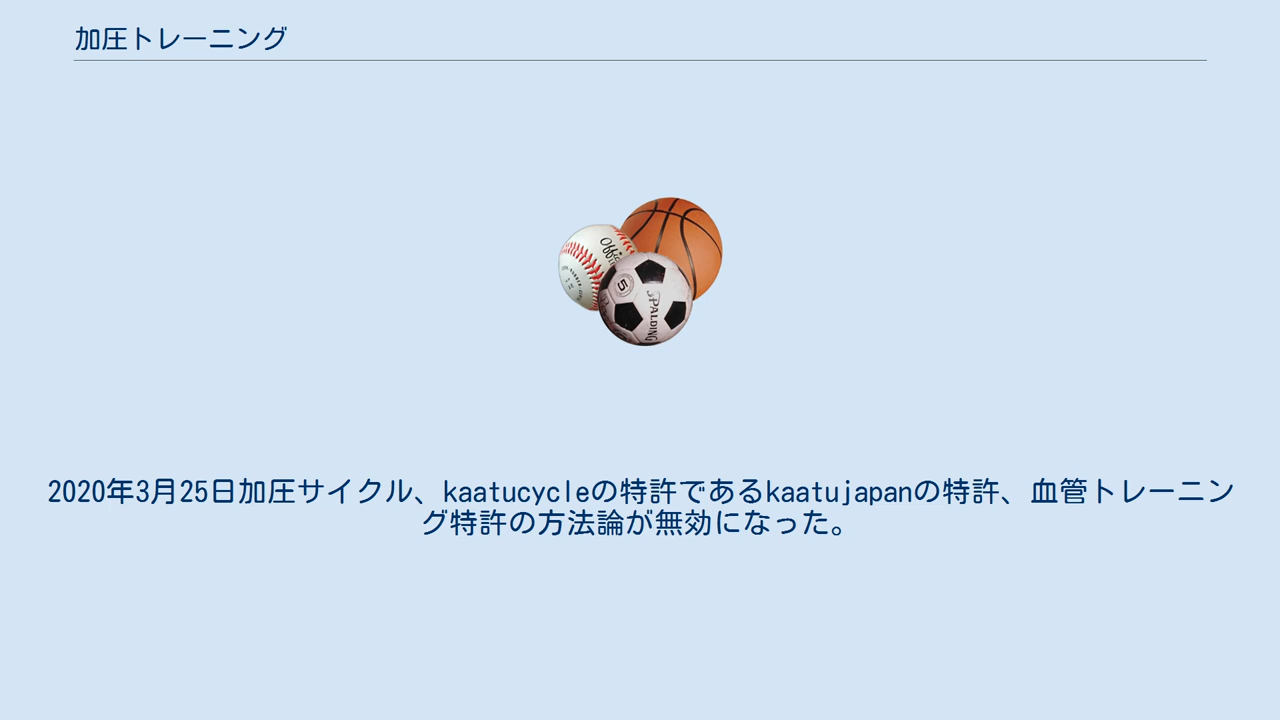 加圧トレーニング
Offici
5
SPALDING
2020年3月25日加圧サイクル、kaatucycleの特許であるkaatujapanの特許、血管トレーニン
グ特許の方法論が無効になった。